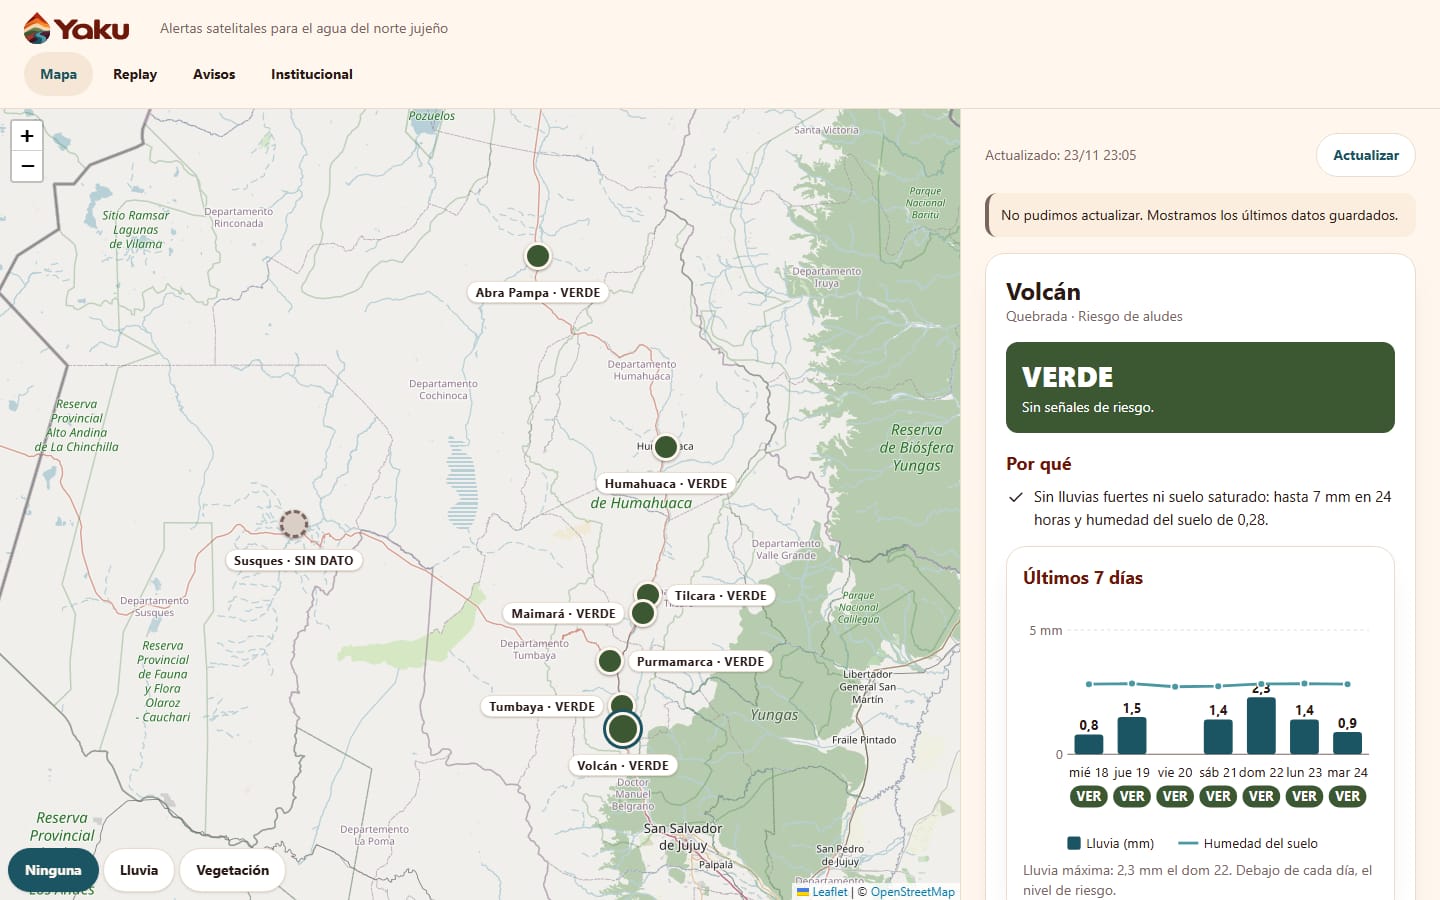 Yaku
Alertas satelitales para el agua del norte jujeño
Mapa
Replay
Avisos
Institucional
+
−
Pozuelos
Santa Victoria
Parque
Nacional
Baritú
Sitio Ramsar
Lagunas
de Vilama
Departamento
Rinconada
Departamento
Iruya
Abra Pampa · VERDE
Departamento
Humahuaca
Departamento
Cochinoca
Reserva
Provincial
Alto Andina
de La Chinchilla
Reserva
de Biósfera
Yungas
Humahuaca · VERDE
de Humahuaca
Susques · SIN DATO
Departamento
Valle Grande
Tilcara · VERDE
Maimará · VERDE
Departamento
Susques
Parque
Nacional
Calilegua
Departamento
Tumbaya
Purmamarca · VERDE
Reserva
Provincial
de Fauna
y Flora
Olaroz
- Cauchari
Libertador
General San
Martín
Tumbaya · VERDE
Yungas
Fraile Pintado
Volcán · VERDE
Doctor
Manuel
Belgrano
Reserva
Provincial
Departamento
La Poma
San Salvador
de Jujuy
San Pedro
de Jujuy
Palpalá
Los Andes
Departamento
Ninguna
Lluvia
Vegetación
Leaflet | © OpenStreetMap
Actualizado: 23/11 23:05
Actualizar
No pudimos actualizar. Mostramos los últimos datos guardados.
Volcán
Quebrada · Riesgo de aludes
VERDE
Sin señales de riesgo.
Por qué
Sin lluvias fuertes ni suelo saturado: hasta 7 mm en 24
horas y humedad del suelo de 0,28.
Últimos 7 días
5 mm
0,8 1,5 1,4 2,3 1,4 0,9
0
mié 18 jue 19 vie 20 sáb 21 dom 22 lun 23 mar 24
VER VER VER VER VER VER VER
Lluvia (mm) Humedad del suelo
Lluvia máxima: 2,3 mm el dom 22. Debajo de cada día, el
nivel de riesgo.